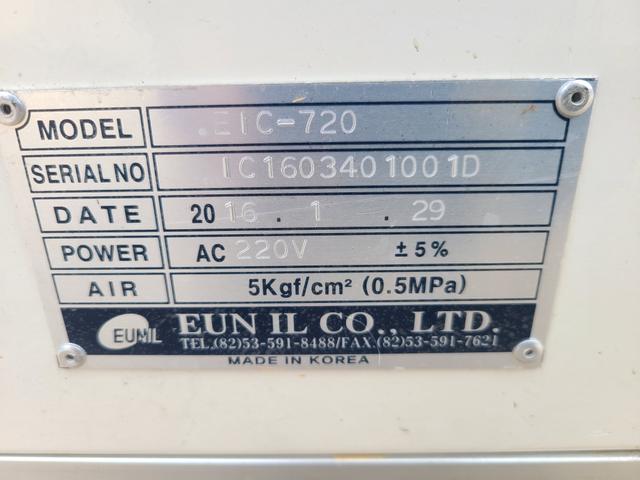 MODEL .EIC-720
SERIAL NO IC1603401001D
DATE 2016 . 1 . 29
POWER AC 220V ±5%
AIR 5Kgf/cm² (0.5MPa)
EUNIL EUN IL CO., LTD.
TEL.(82)53-591-8488/FAX.(82)53-591-7621
MADE IN KOREA